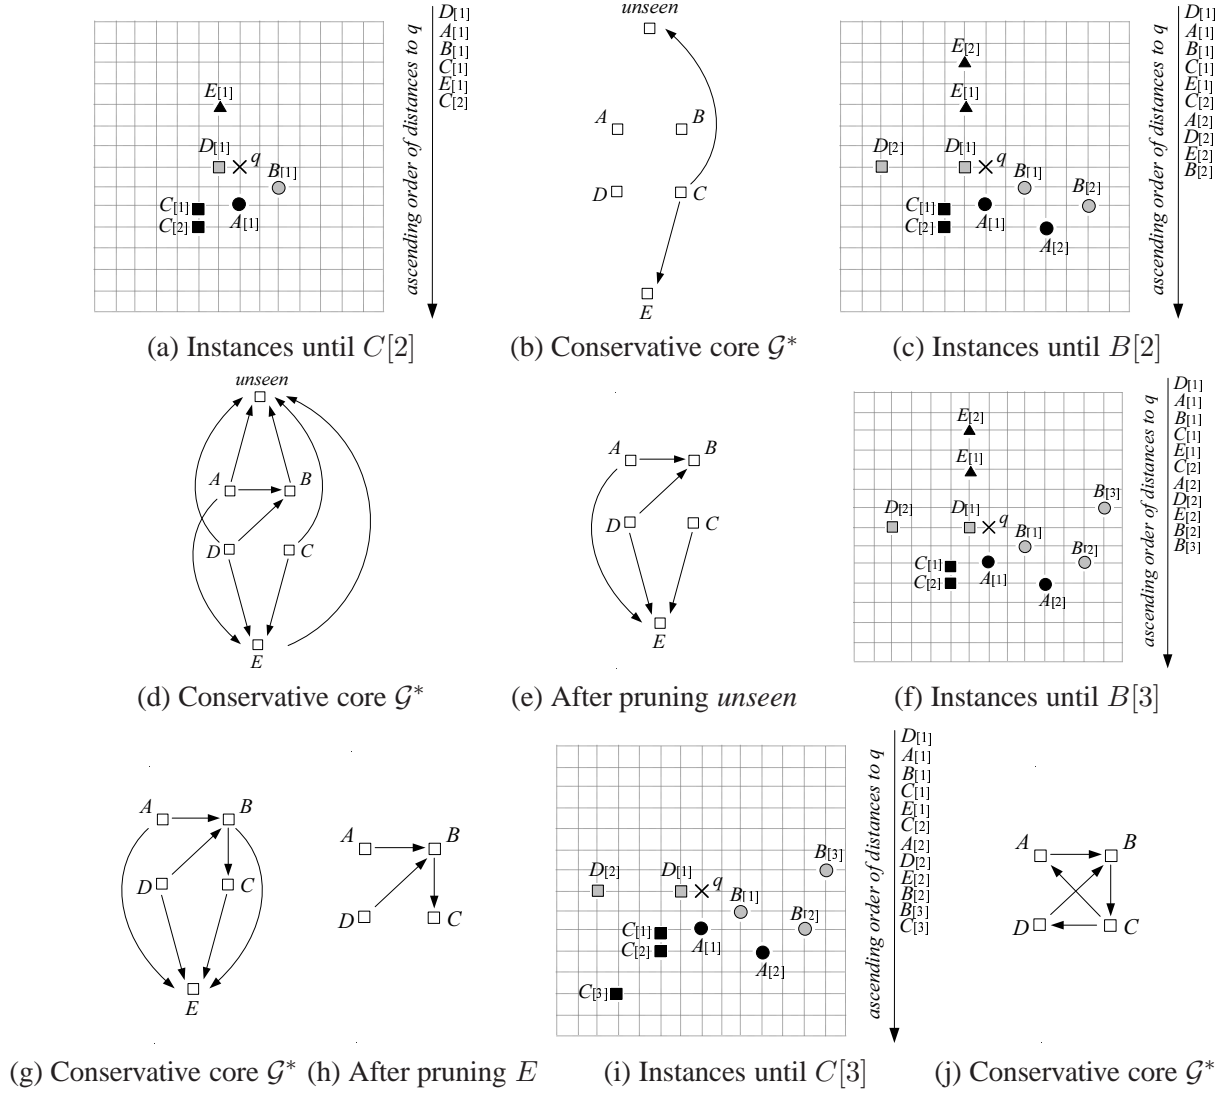 E[1]
D[1]
q
B[1]
C[1]
C[2]
A[1]
ascending order of distances to q
D[1]
A[1]
B[1]
C[1]
E[1]
C[2]
(a) Instances until C[2]
unseen
A
B
D
C
E
(b) Conservative core 𝒢*
E[2]
E[1]
D[2]
D[1]
q
B[1]
B[2]
C[1]
C[2]
A[1]
A[2]
ascending order of distances to q
D[1]
A[1]
B[1]
C[1]
E[1]
C[2]
A[2]
D[2]
E[2]
B[2]
(c) Instances until B[2]
unseen
A
B
D
C
E
(d) Conservative core 𝒢*
A
B
D
C
E
(e) After pruning unseen
E[2]
E[1]
B[3]
D[2]
D[1]
q
B[1]
B[2]
C[1]
C[2]
A[1]
A[2]
ascending order of distances to q
D[1]
A[1]
B[1]
C[1]
E[1]
C[2]
A[2]
D[2]
E[2]
B[2]
B[3]
(f) Instances until B[3]
A
B
D
C
E
(g) Conservative core 𝒢*
A
B
D
C
(h) After pruning E
B[3]
D[2]
D[1]
q
B[1]
B[2]
C[1]
C[2]
A[1]
A[2]
C[3]
ascending order of distances to q
D[1]
A[1]
B[1]
C[1]
E[1]
C[2]
A[2]
D[2]
E[2]
B[2]
B[3]
C[3]
(i) Instances until C[3]
A
B
D
C
(j) Conservative core 𝒢*